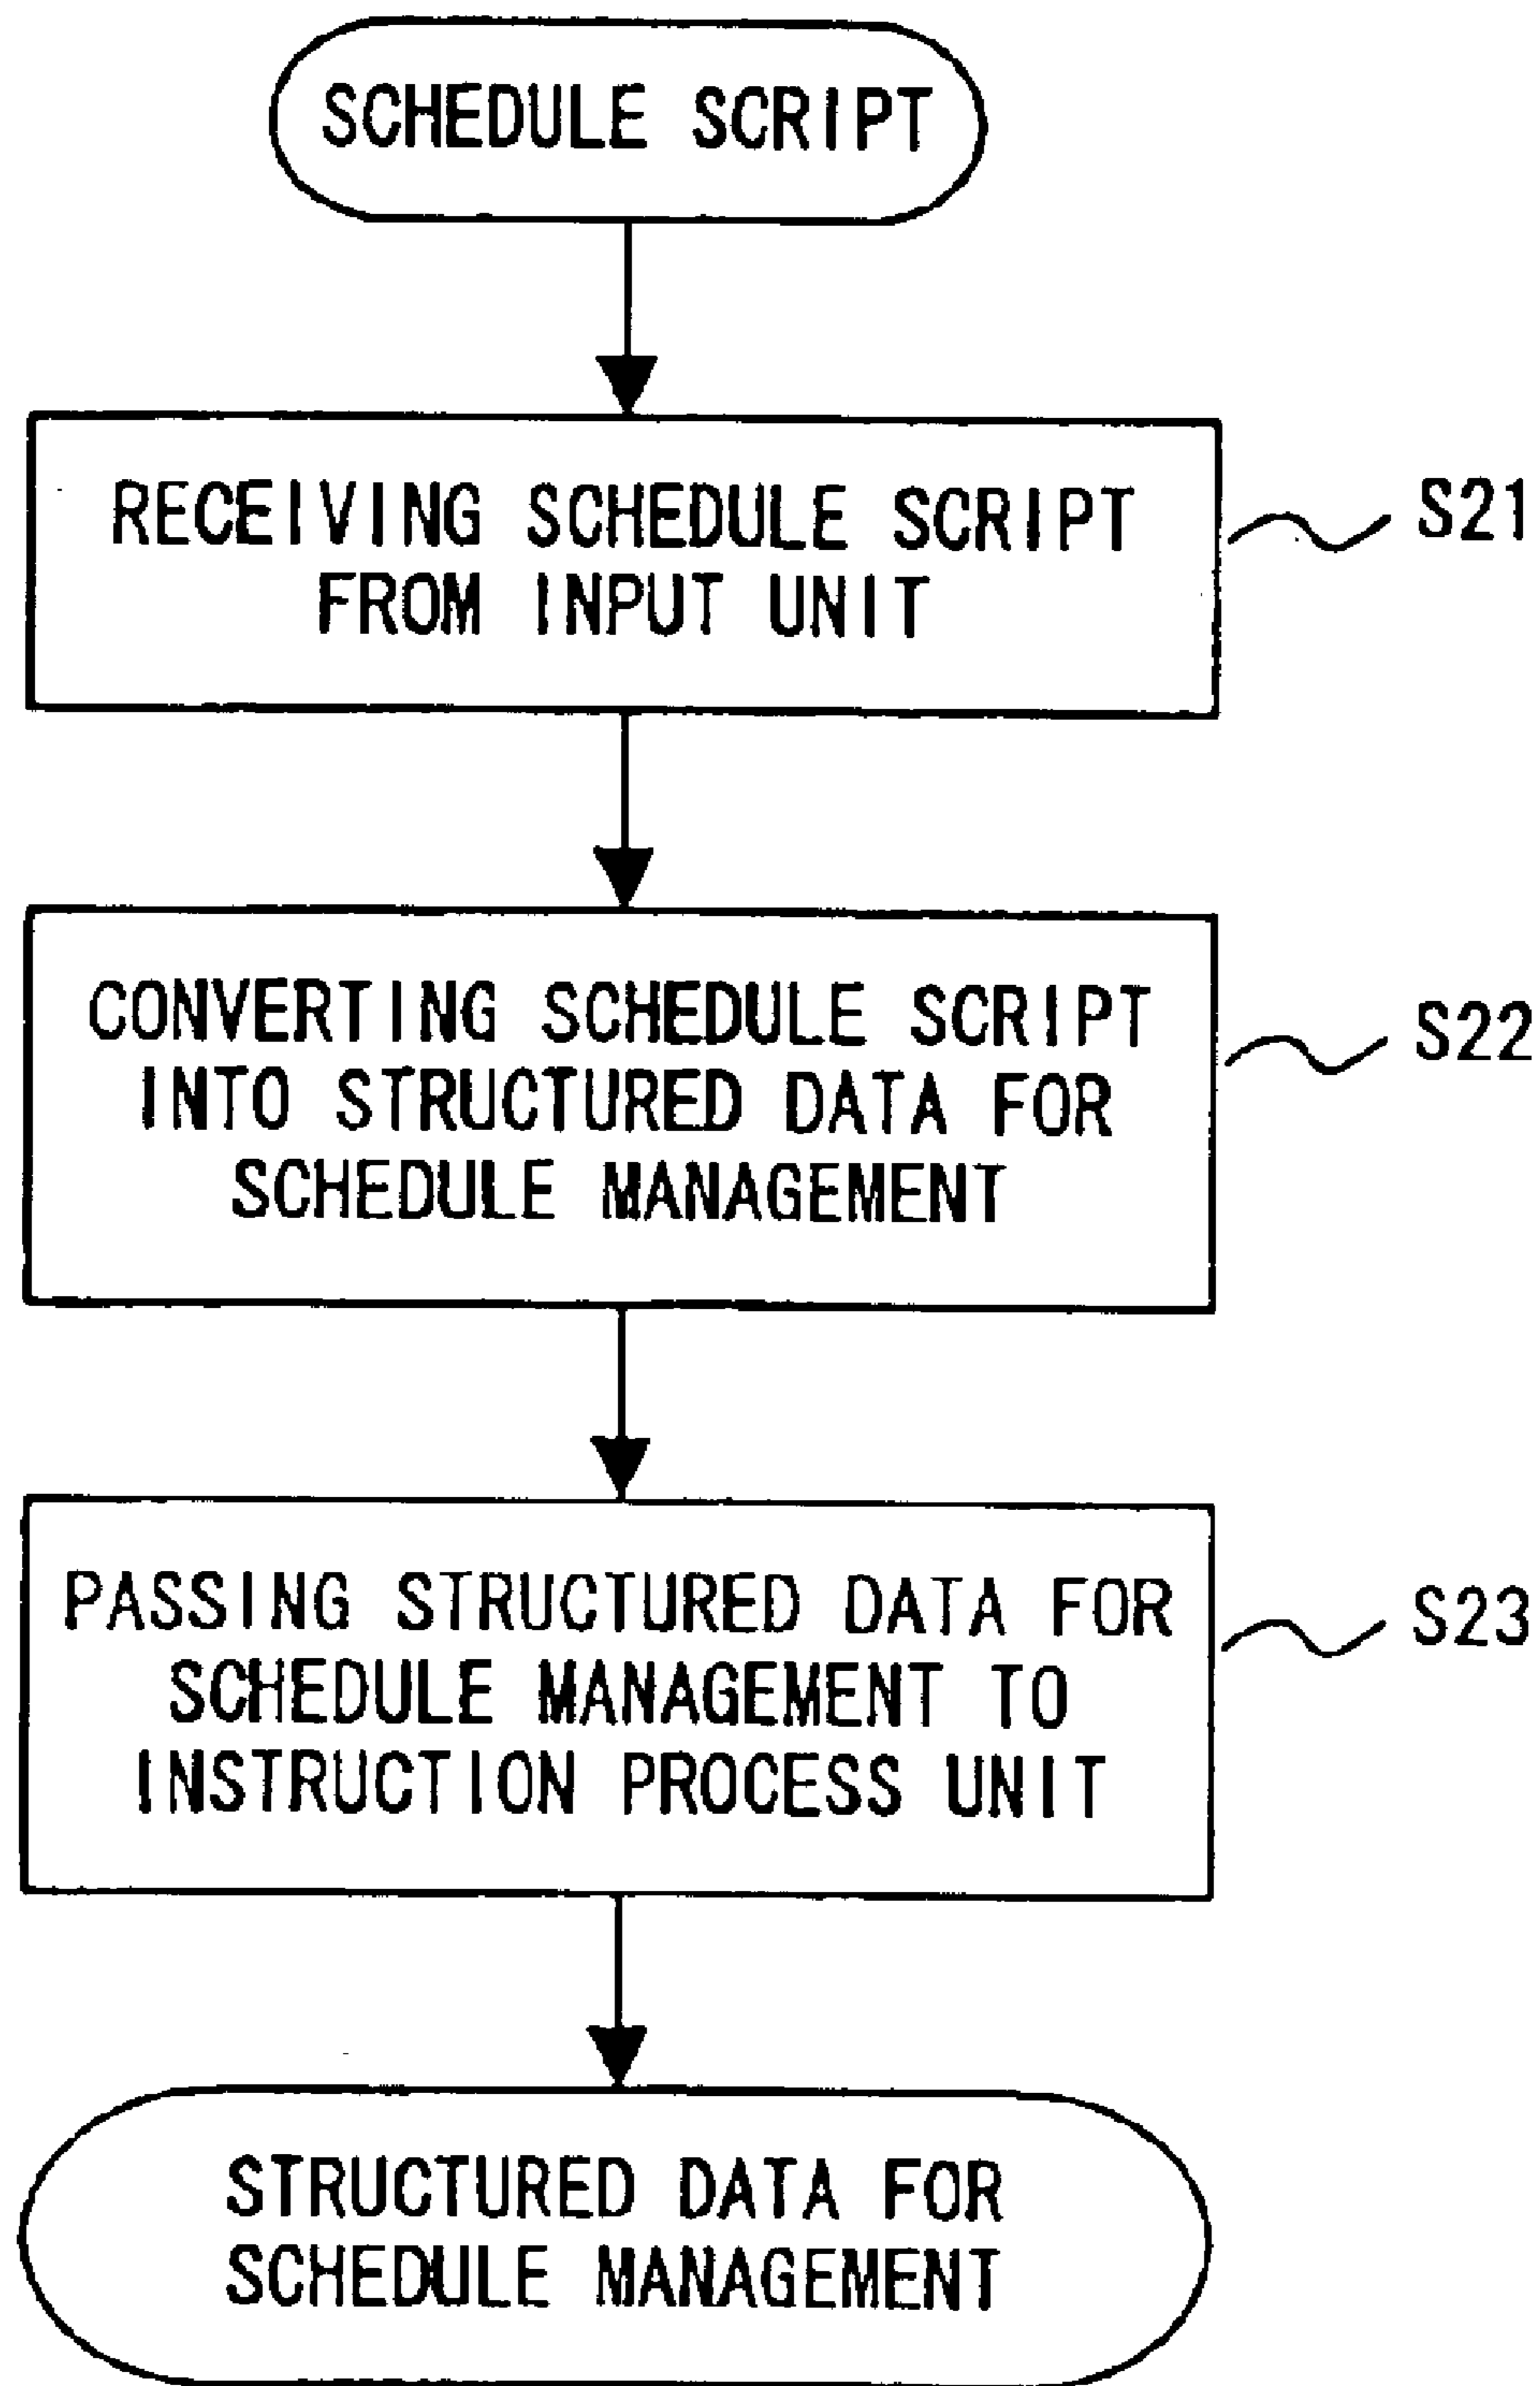 SCHEDULE SCRIPT
RECEIVING SCHEDULE SCRIPT
FROM INPUT UNIT
S21
CONVERTING SCHEDULE SCRIPT
INTO STRUCTURED DATA FOR
SCHEDULE MANAGEMENT
S22
PASSING STRUCTURED DATA FOR
SCHEDULE MANAGEMENT TO
INSTRUCTION PROCESS UNIT
S23
STRUCTURED DATA FOR
SCHEDULE MANAGEMENT